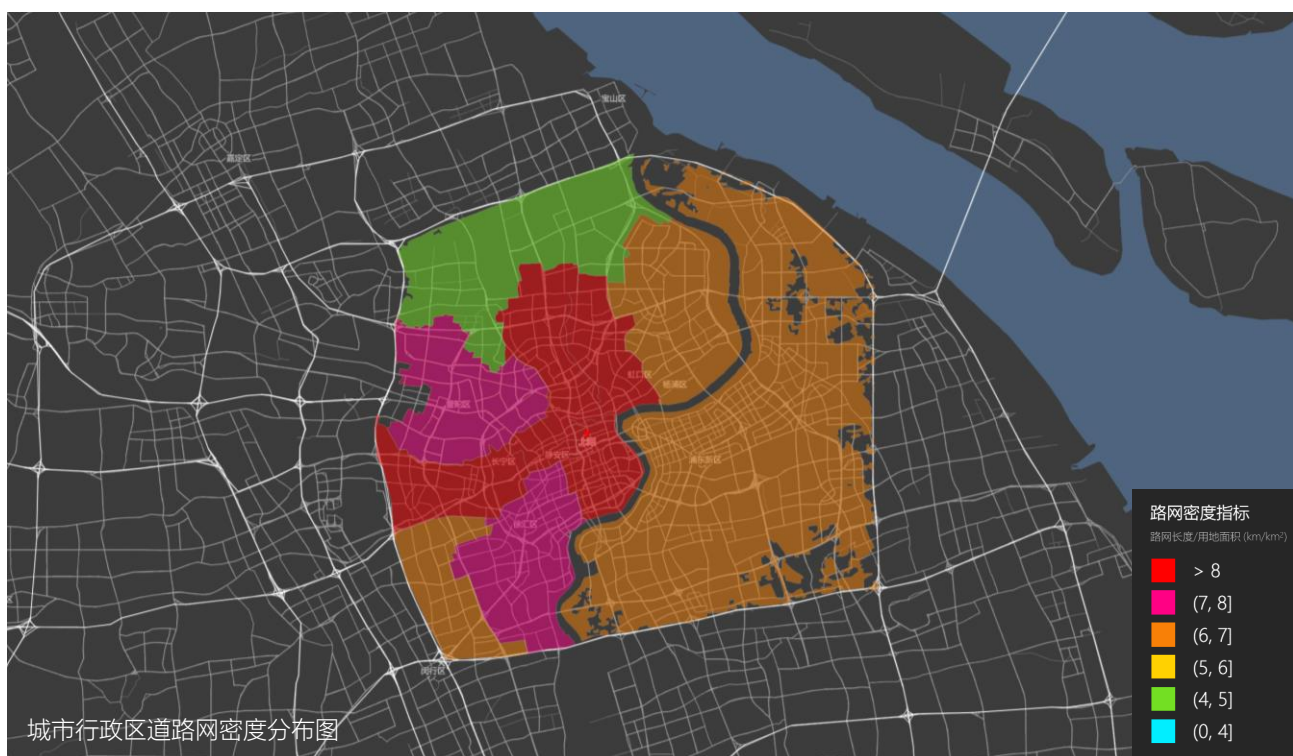 宝山区
嘉定区
虹口区
杨浦区
普陀区
长宁区
静安区
浦东新区
徐汇区
闵行区
路网密度指标
路网长度/用地面积 (km/km²)
> 8
(7, 8]
(6, 7]
(5, 6]
(4, 5]
(0, 4]
城市行政区道路网密度分布图